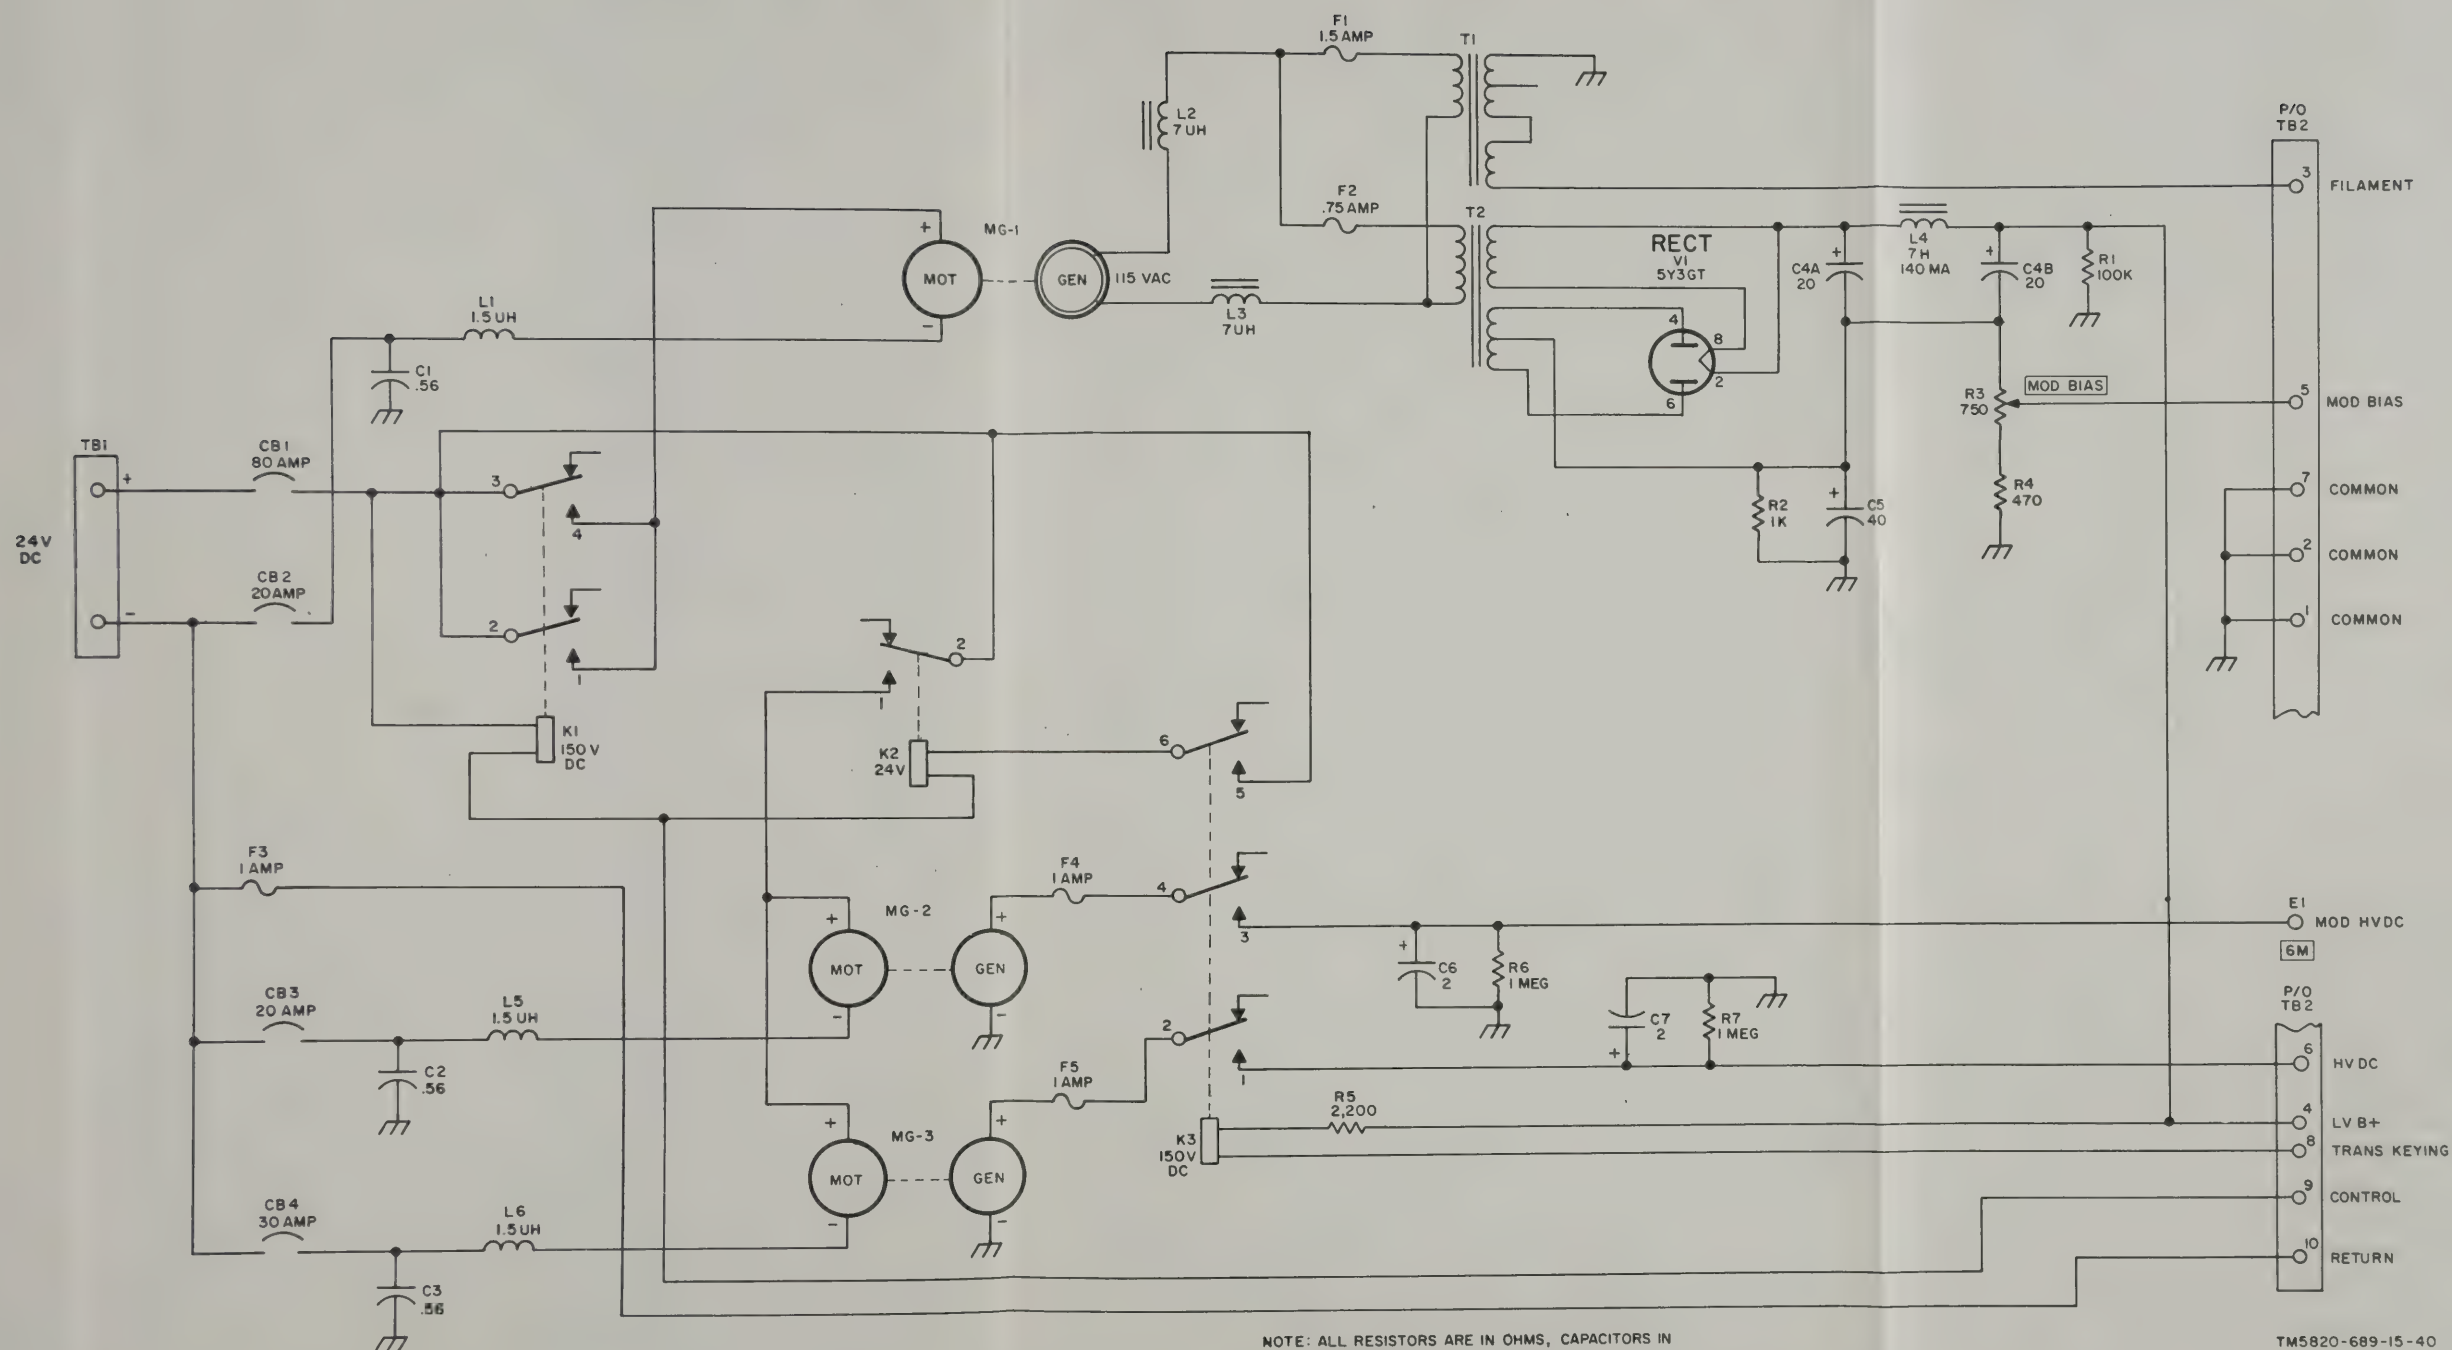 F1
1.5 AMP
T1
L2
7 UH
P/O
TB2
3
FILAMENT
F2
.75 AMP
T2
+
MG-1
MOT
GEN
115 VAC
-
RECT
V1
5Y3GT
C4A
20
+
L4
7 H
140 MA
+
C4B
20
R1
100K
L1
1.5 UH
L3
7 UH
4
8
2
6
C1
.56
R3
750
MOD BIAS
5
MOD BIAS
TB1
+
CB1
80 AMP
3
4
R2
1K
+
C5
40
R4
470
7
COMMON
24V
DC
2
COMMON
CB2
20 AMP
-
2
1
2
1
1
COMMON
K1
150 V
DC
K2
24V
6
5
F3
1 AMP
F4
1 AMP
4
3
MG-2
+
MOT
-
+
GEN
-
E1
MOD HVDC
6M
+
C6
2
R6
1 MEG
CB3
20 AMP
L5
1.5 UH
C2
.56
C7
2
+
R7
1 MEG
P/O
TB2
6
HV DC
2
1
F5
1 AMP
MG-3
+
MOT
-
+
GEN
-
R5
2,200
K3
150V
DC
4
LV B+
8
TRANS KEYING
9
CONTROL
10
RETURN
CB4
30 AMP
L6
1.5 UH
C3
.56
NOTE: ALL RESISTORS ARE IN OHMS, CAPACITORS IN
TM5820-689-15-40